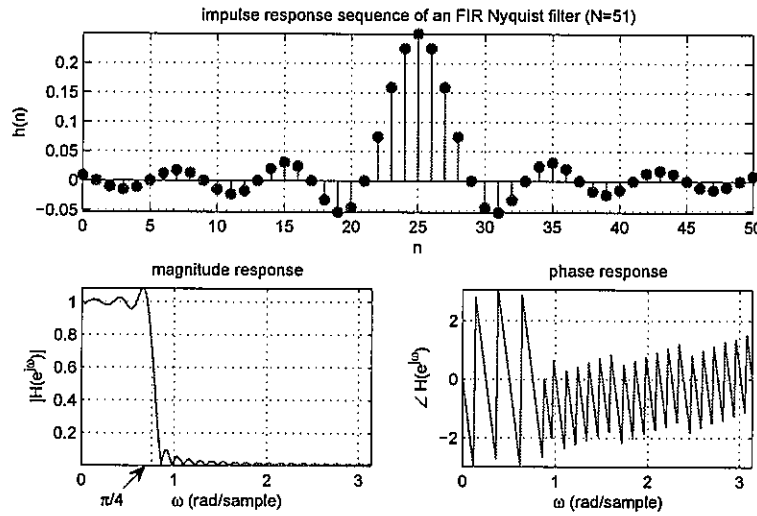 impulse response sequence of an FIR Nyquist filter (N=51)
h(n)
0.2
0.15
0.1
0.05
0
−0.05
0 5 10 15 20 25 30 35 40 45 50
n
magnitude response
|H(e^jω)|
1
0.8
0.6
0.4
0.2
0 1 2 3
π/4
ω (rad/sample)
phase response
∠ H(e^jω)
2
0
−2
0 1 2 3
ω (rad/sample)